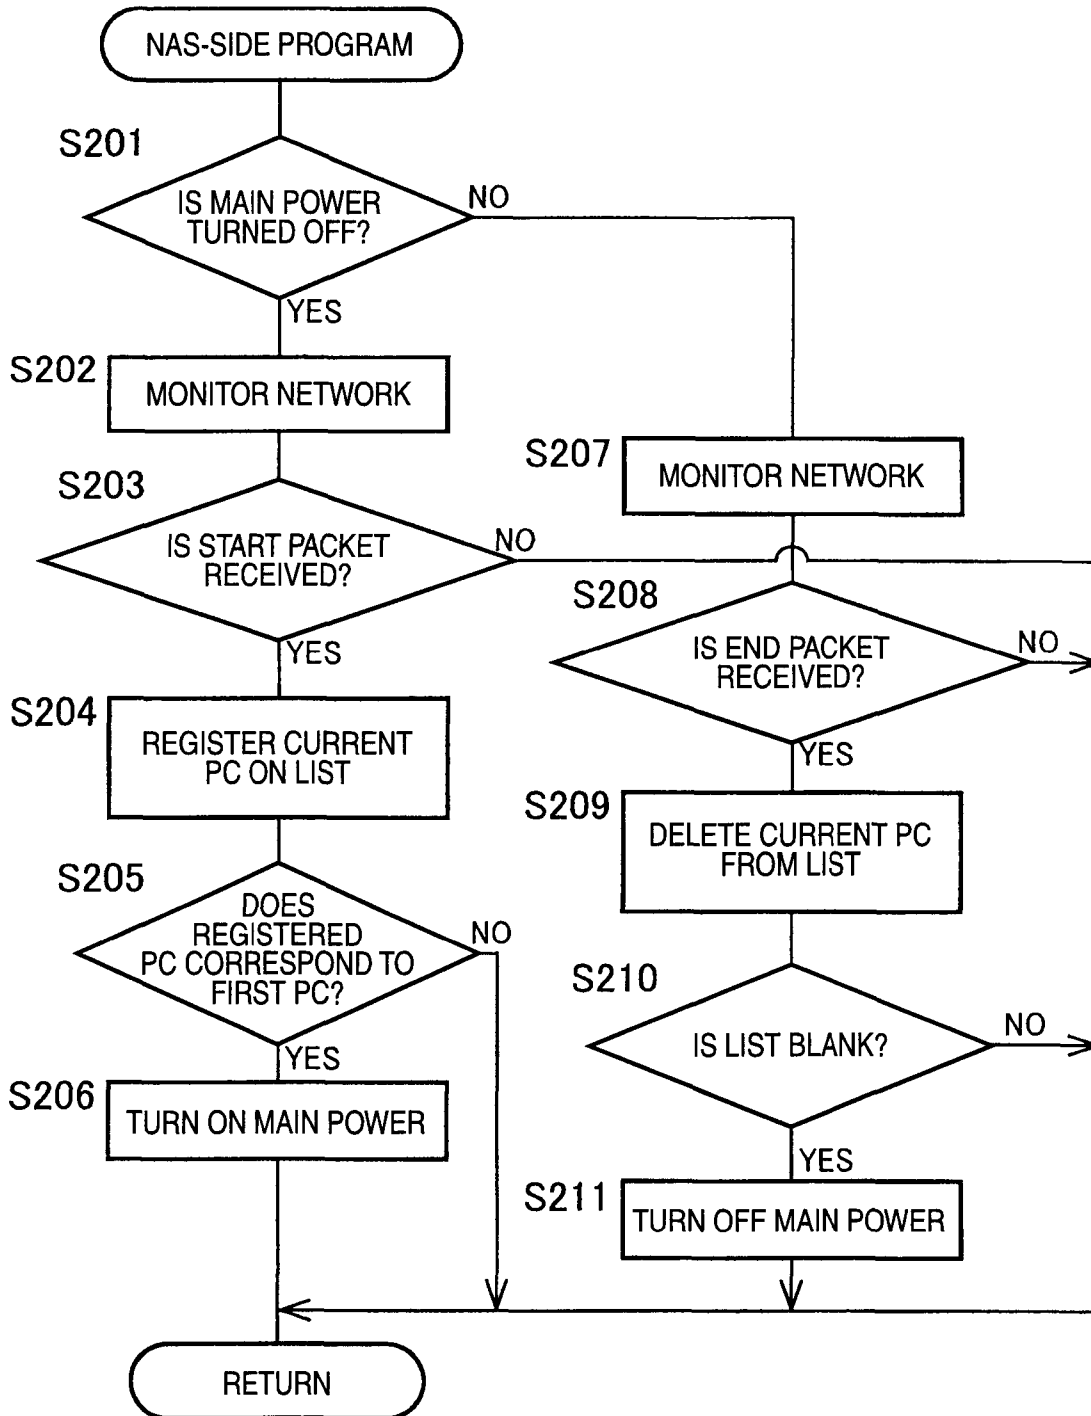 NAS-SIDE PROGRAM
S201
IS MAIN POWER
TURNED OFF?
NO
YES
S202
MONITOR NETWORK
S203
IS START PACKET
RECEIVED?
NO
YES
S204
REGISTER CURRENT
PC ON LIST
S205
DOES
REGISTERED
PC CORRESPOND TO
FIRST PC?
NO
YES
S206
TURN ON MAIN POWER
S207
MONITOR NETWORK
S208
IS END PACKET
RECEIVED?
NO
YES
S209
DELETE CURRENT PC
FROM LIST
S210
IS LIST BLANK?
NO
YES
S211
TURN OFF MAIN POWER
RETURN